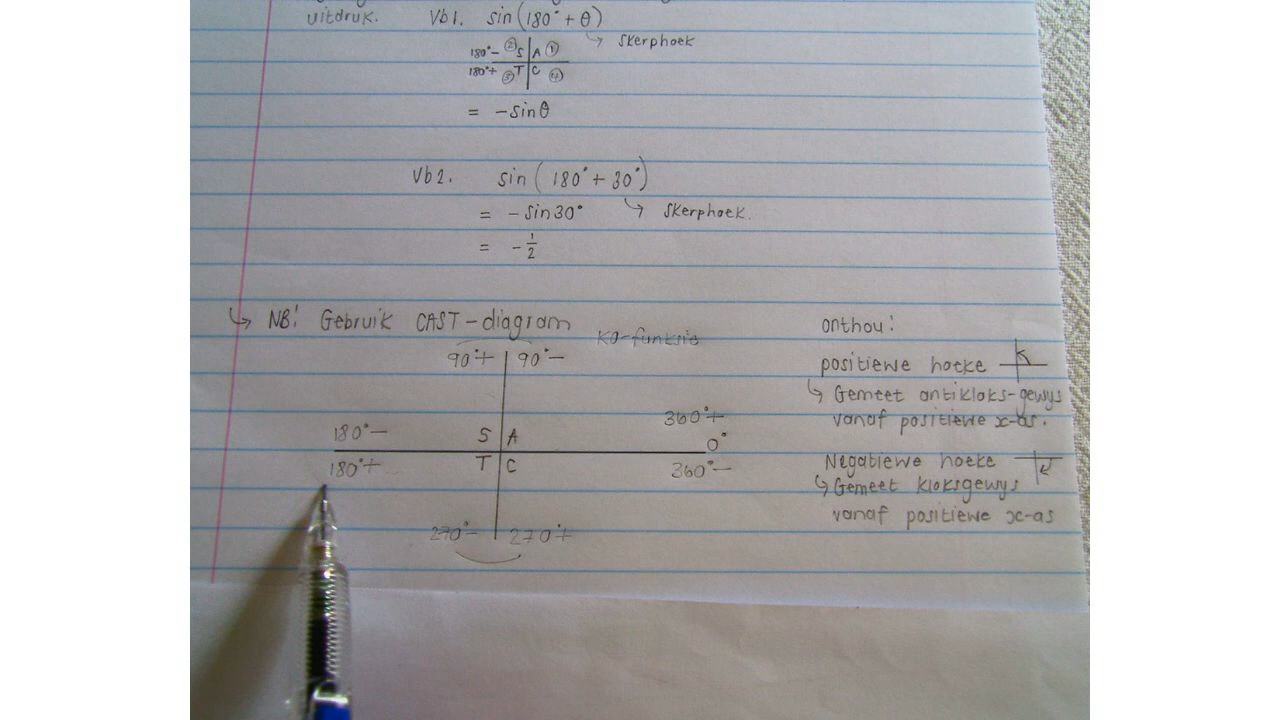 uitdruk. Vb1. sin(180°+θ)
↳ skerphoek
180°- ② S A ①
180°+ ③ T C ④
= -sinθ
Vb2. sin(180°+30°)
= -sin30° ↳ skerphoek.
= -1/2
↳ NB! Gebruik CAST-diagram
ko-funksie
90°+ 90°-
180°- S A 360°+
0°
180°+ T C 360°-
270°- 270°+
onthou!
positiewe hoeke
↳ Gemeet antikloks-gewys
vanaf positiewe x-as.
Negatiewe hoeke
↳ Gemeet kloksgewys
vanaf positiewe x-as